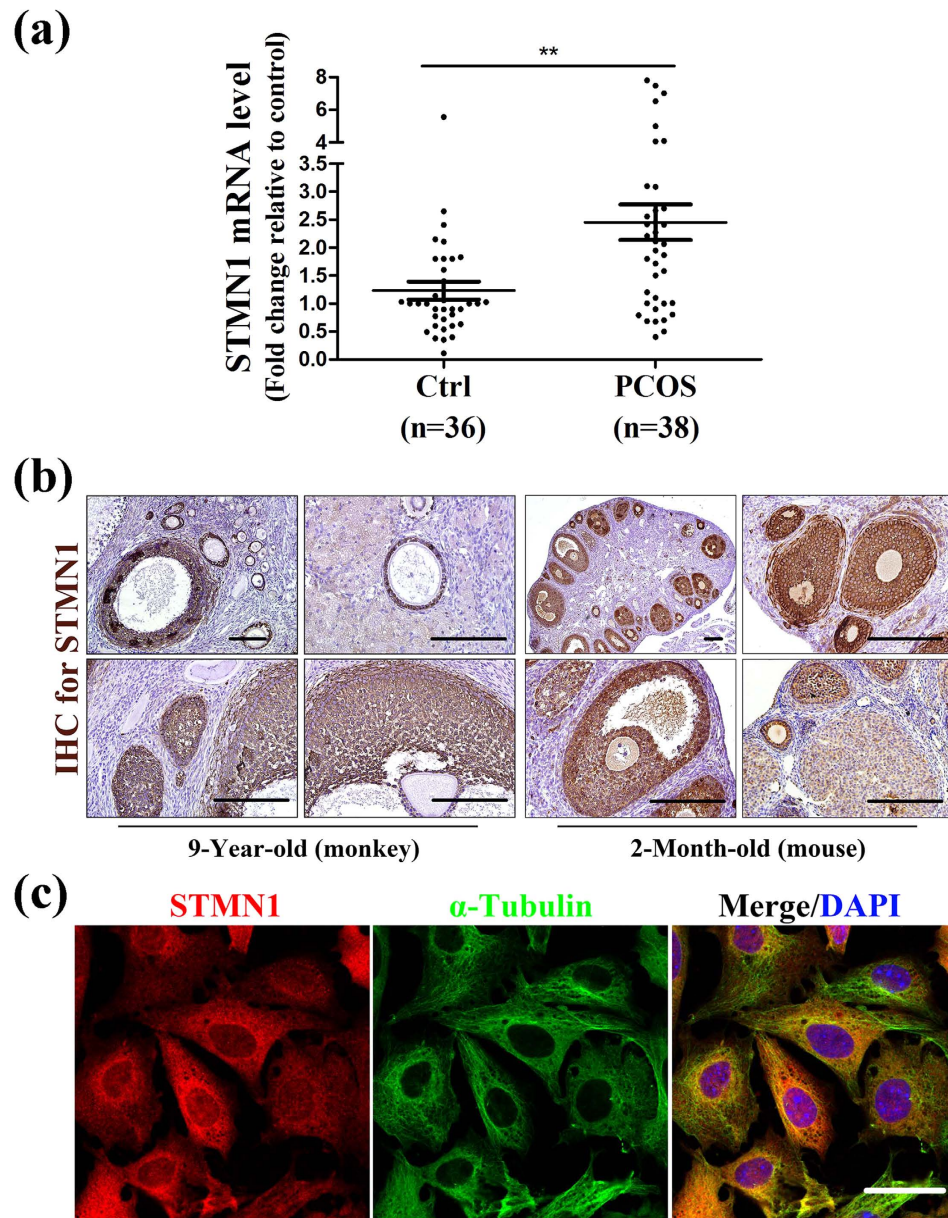 (a)
**
STMN1 mRNA level
(Fold change relative to control)
8
6
4
3.5
3.0
2.5
2.0
1.5
1.0
0.5
0.0
Ctrl
PCOS
(n=36)
(n=38)
(b)
IHC for STMN1
9-Year-old (monkey)
2-Month-old (mouse)
(c)
STMN1
α-Tubulin
Merge/DAPI